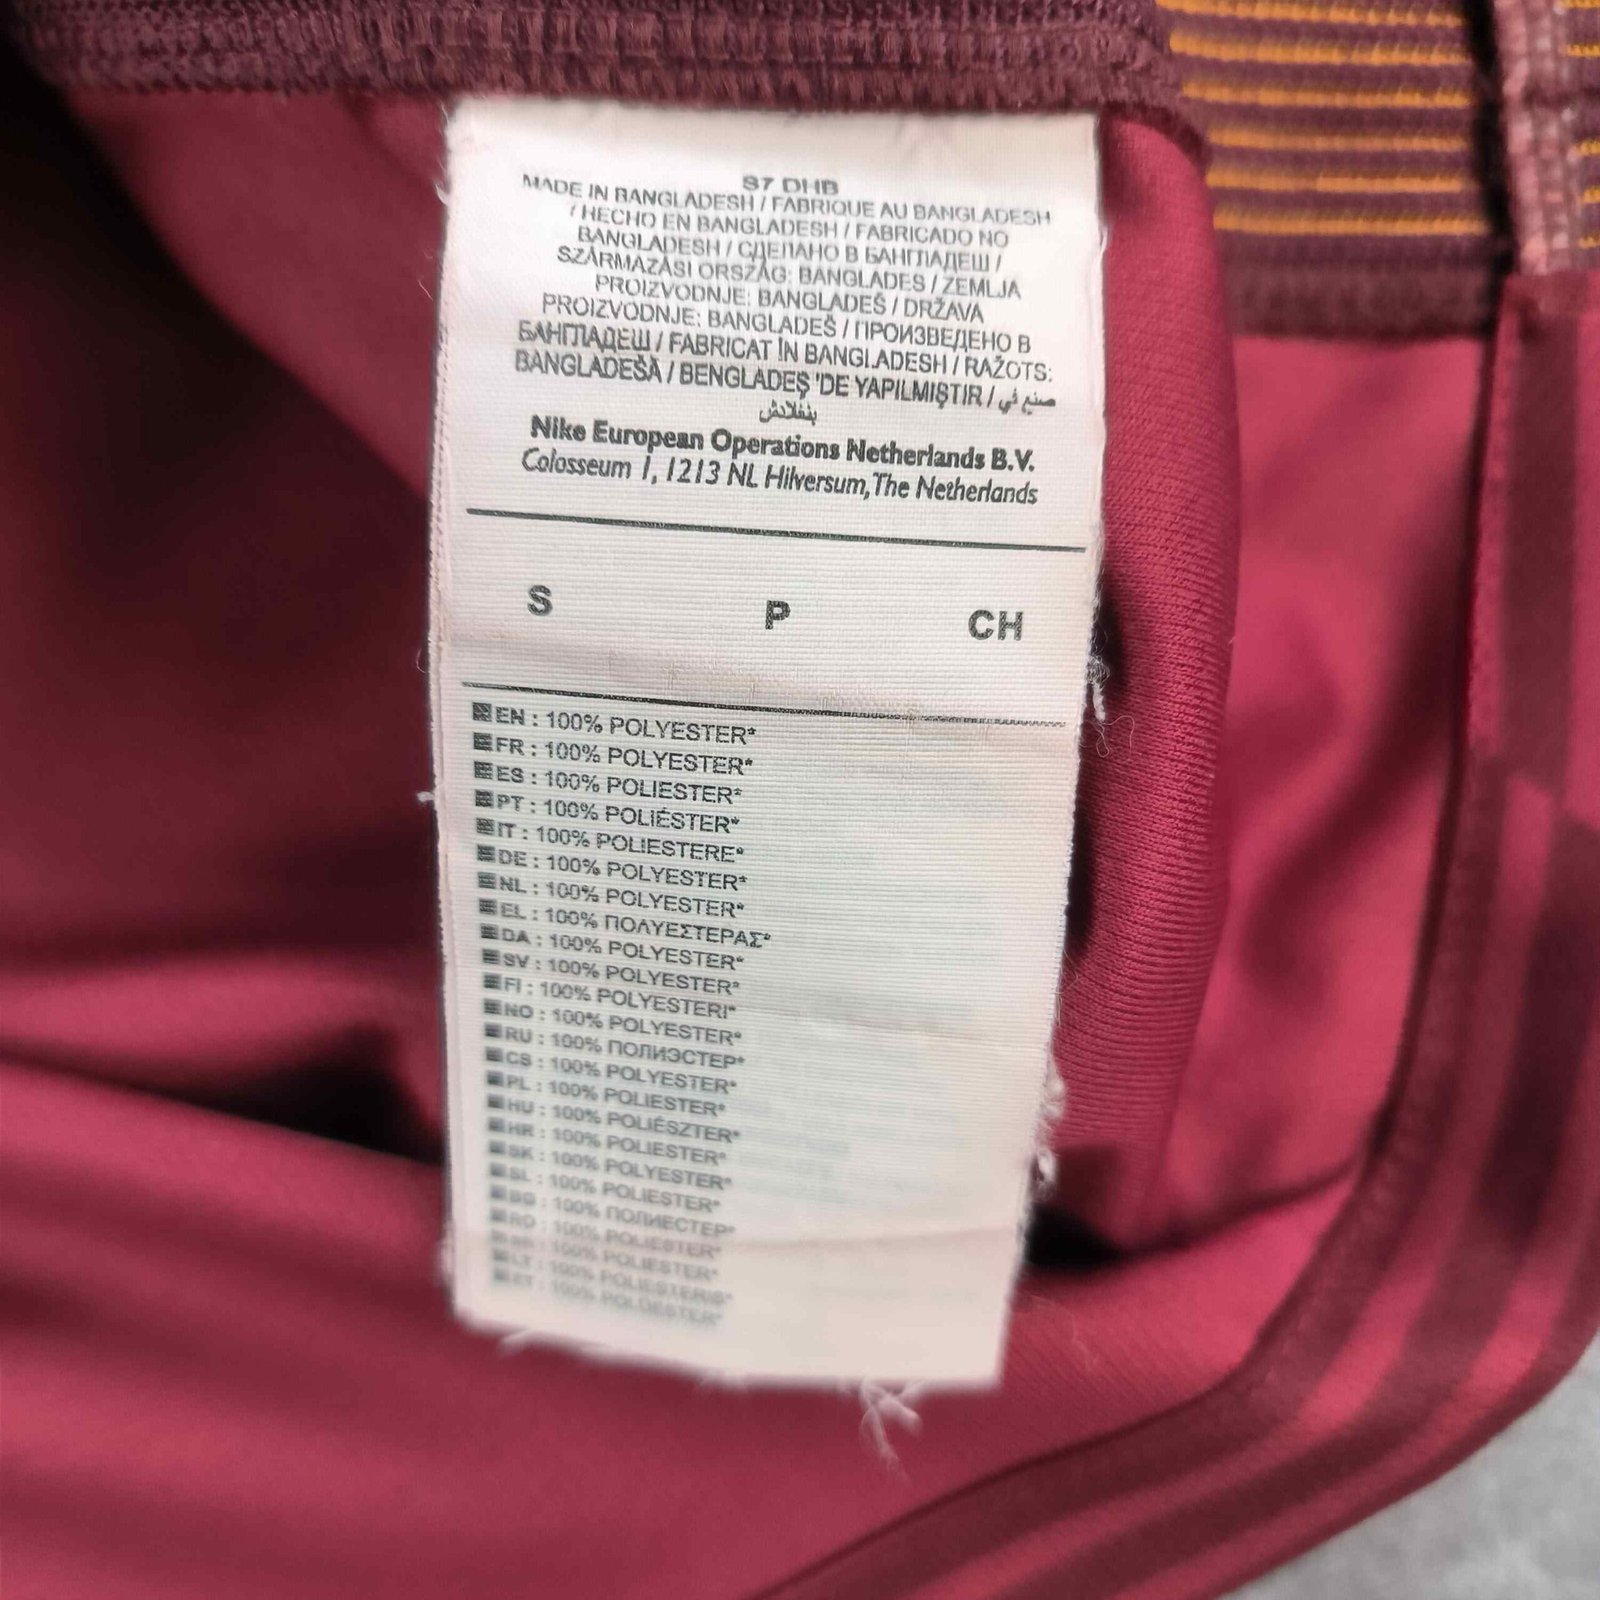 S7 DHB
MADE IN BANGLADESH / FABRIQUE AU BANGLADESH
/ HECHO EN BANGLADESH / FABRICADO NO
BANGLADESH / СДЕЛАНО В БАНГЛАДЕШ /
SZÁRMAZÁSI ORSZÁG: BANGLADES / ZEMLJA
PROIZVODNJE: BANGLADEŠ / DRŽAVA
PROIZVODNJE: BANGLADEŠ / ПРОИЗВЕДЕНО В
БАНГЛАДЕШ / FABRICAT ÎN BANGLADESH / RAŽOTS:
BANGLADEŠĀ / BENGLADEŞ 'DE YAPILMIŞTIR / صنع في
بنغلادش
Nike European Operations Netherlands B.V.
Colosseum 1, 1213 NL Hilversum, The Netherlands
S P CH
EN : 100% POLYESTER*
FR : 100% POLYESTER*
ES : 100% POLIESTER*
PT : 100% POLIÉSTER*
IT : 100% POLIESTERE*
DE : 100% POLYESTER*
NL : 100% POLYESTER*
EL : 100% ΠΟΛΥΕΣΤΕΡΑΣ*
DA : 100% POLYESTER*
SV : 100% POLYESTER*
FI : 100% POLYESTERI*
NO : 100% POLYESTER*
RU : 100% ПОЛИЭСТЕР*
CS : 100% POLYESTER*
PL : 100% POLIESTER*
HU : 100% POLIÉSZTER*
HR : 100% POLIESTER*
SK : 100% POLYESTER*
SL : 100% POLIESTER*
BG : 100% ПОЛИЕСТЕР*
RO : 100% POLIESTER*
100% POLIESTER*
LT : 100% POLIESTERIS*
ET : 100% POLÜESTER*